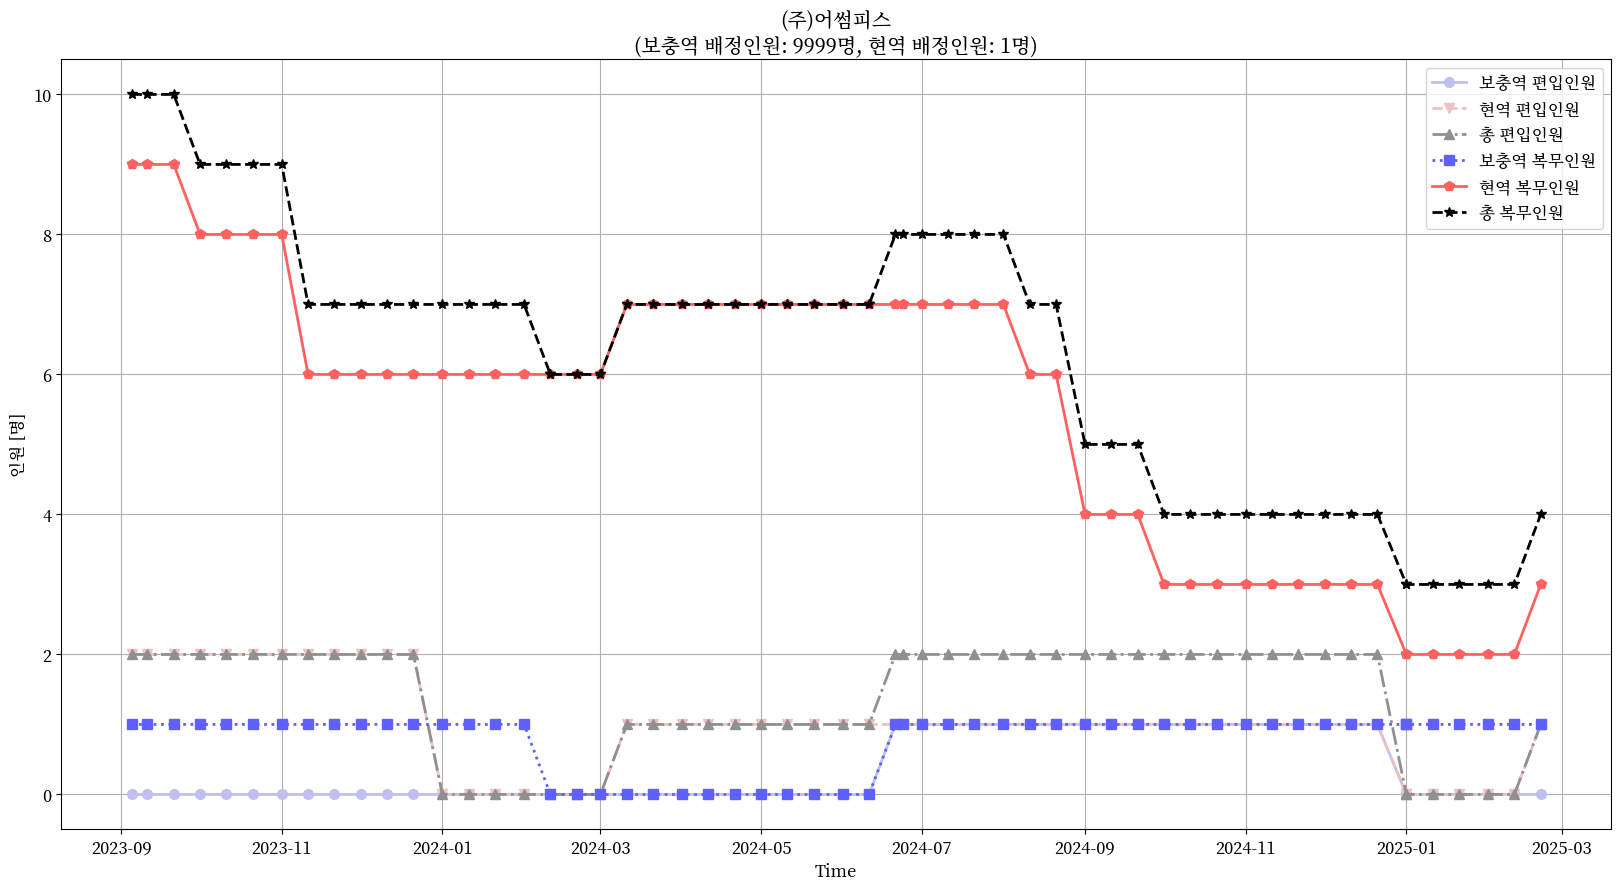 (주)어썸피스
(보충역 배정인원: 9999명, 현역 배정인원: 1명)
보충역 편입인원
현역 편입인원
총 편입인원
보충역 복무인원
현역 복무인원
총 복무인원
인원 [명]
10
8
6
4
2
0
2023-09 2023-11 2024-01 2024-03 2024-05 2024-07 2024-09 2024-11 2025-01 2025-03
Time